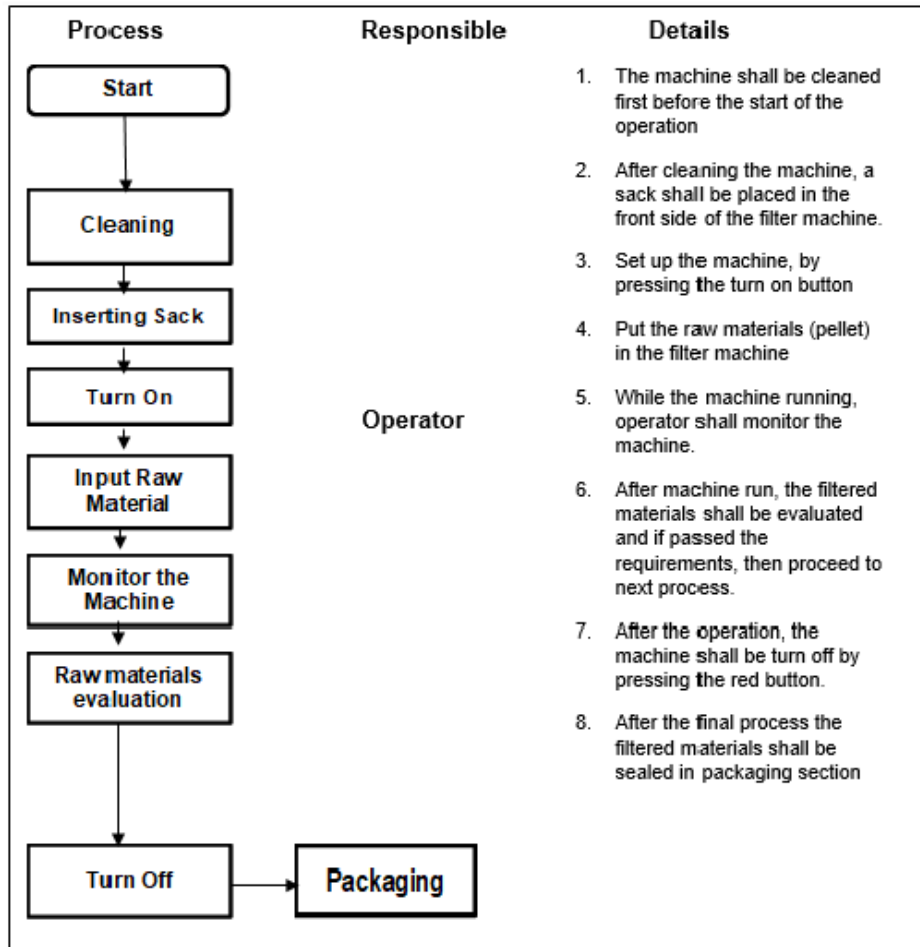 Process Responsible Details
Start
Cleaning
Inserting Sack
Turn On
Input Raw
Material
Monitor the
Machine
Raw materials
evaluation
Turn Off
Packaging
Operator
1. The machine shall be cleaned
first before the start of the
operation
2. After cleaning the machine, a
sack shall be placed in the
front side of the filter machine.
3. Set up the machine, by
pressing the turn on button
4. Put the raw materials (pellet)
in the filter machine
5. While the machine running,
operator shall monitor the
machine.
6. After machine run, the filtered
materials shall be evaluated
and if passed the
requirements, then proceed to
next process.
7. After the operation, the
machine shall be turn off by
pressing the red button.
8. After the final process the
filtered materials shall be
sealed in packaging section